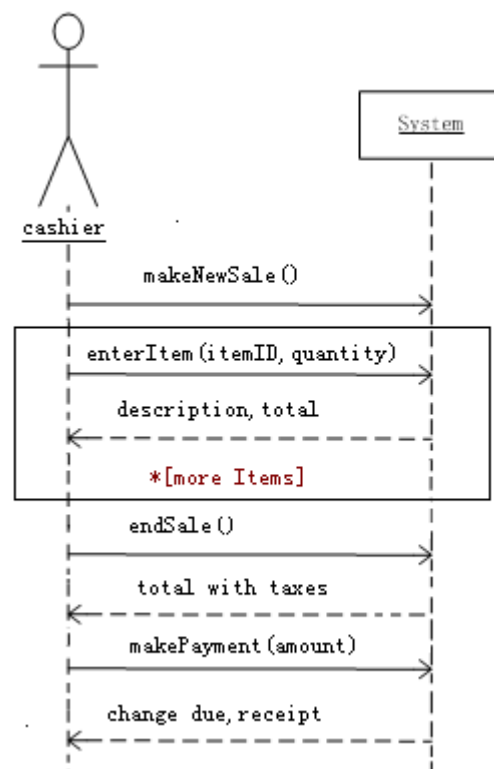 System
cashier
makeNewSale()
enterItem(itemID, quantity)
description, total
*[more Items]
endSale()
total with taxes
makePayment(amount)
change due, receipt